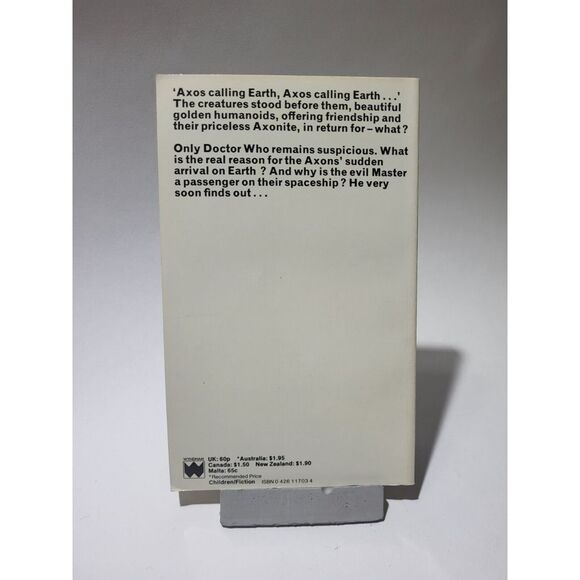 ‘Axos calling Earth, Axos calling Earth . . .’
The creatures stood before them, beautiful
golden humanoids, offering friendship and
their priceless Axonite, in return for – what ?
Only Doctor Who remains suspicious. What
is the real reason for the Axons’ sudden
arrival on Earth ? And why is the evil Master
a passenger on their spaceship ? He very
soon finds out . . .
WYNDHAM
UK: 60p *Australia: $1.95
Canada: $1.50 New Zealand: $1.90
Malta: 65c
*Recommended Price
Children/Fiction ISBN 0 426 11703 4